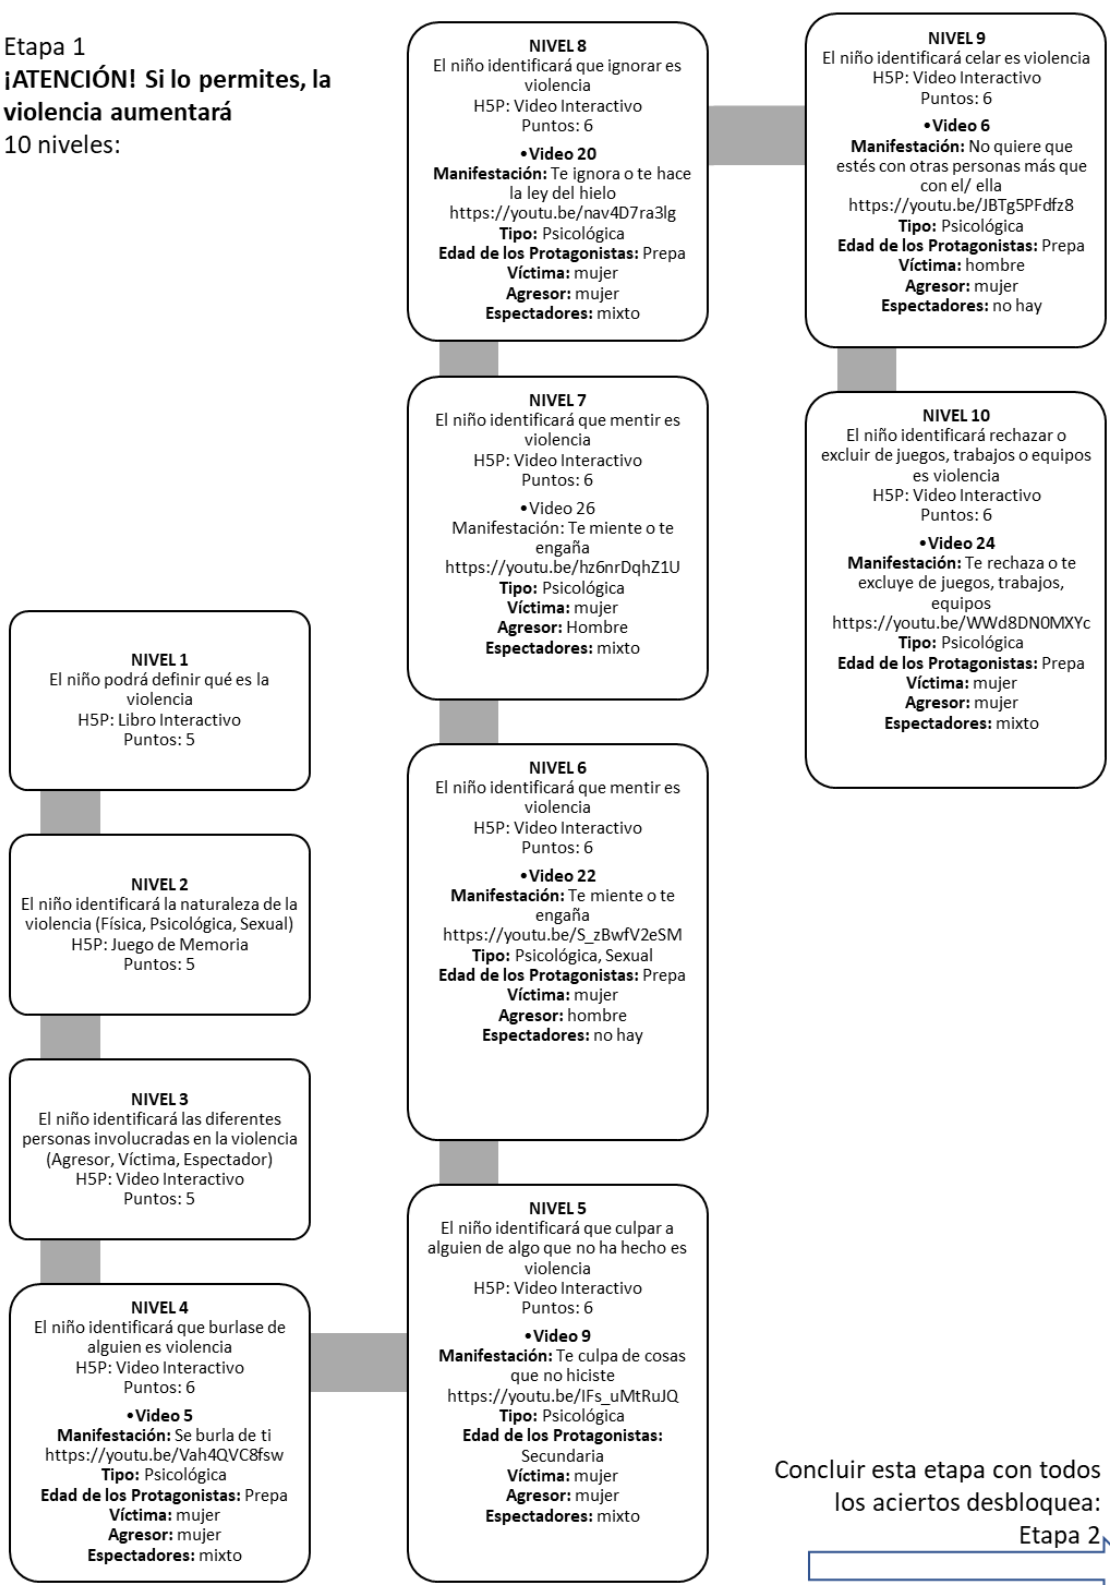 Etapa 1
¡ATENCIÓN! Si lo permites, la
violencia aumentará
10 niveles:
NIVEL 1
El niño podrá definir qué es la
violencia
H5P: Libro Interactivo
Puntos: 5
NIVEL 2
El niño identificará la naturaleza de la
violencia (Física, Psicológica, Sexual)
H5P: Juego de Memoria
Puntos: 5
NIVEL 3
El niño identificará las diferentes
personas involucradas en la violencia
(Agresor, Víctima, Espectador)
H5P: Video Interactivo
Puntos: 5
NIVEL 4
El niño identificará que burlase de
alguien es violencia
H5P: Video Interactivo
Puntos: 6
•Video 5
Manifestación: Se burla de ti
https://youtu.be/Vah4QVC8fsw
Tipo: Psicológica
Edad de los Protagonistas: Prepa
Víctima: mujer
Agresor: mujer
Espectadores: mixto
NIVEL 5
El niño identificará que culpar a
alguien de algo que no ha hecho es
violencia
H5P: Video Interactivo
Puntos: 6
•Video 9
Manifestación: Te culpa de cosas
que no hiciste
https://youtu.be/IFs_uMtRuJQ
Tipo: Psicológica
Edad de los Protagonistas:
Secundaria
Víctima: mujer
Agresor: mujer
Espectadores: mixto
NIVEL 6
El niño identificará que mentir es
violencia
H5P: Video Interactivo
Puntos: 6
•Video 22
Manifestación: Te miente o te
engaña
https://youtu.be/S_zBwfV2eSM
Tipo: Psicológica, Sexual
Edad de los Protagonistas: Prepa
Víctima: mujer
Agresor: hombre
Espectadores: no hay
NIVEL 7
El niño identificará que mentir es
violencia
H5P: Video Interactivo
Puntos: 6
•Video 26
Manifestación: Te miente o te
engaña
https://youtu.be/hz6nrDqhZ1U
Tipo: Psicológica
Víctima: mujer
Agresor: Hombre
Espectadores: mixto
NIVEL 8
El niño identificará que ignorar es
violencia
H5P: Video Interactivo
Puntos: 6
•Video 20
Manifestación: Te ignora o te hace
la ley del hielo
https://youtu.be/nav4D7ra3lg
Tipo: Psicológica
Edad de los Protagonistas: Prepa
Víctima: mujer
Agresor: mujer
Espectadores: mixto
NIVEL 9
El niño identificará celar es violencia
H5P: Video Interactivo
Puntos: 6
•Video 6
Manifestación: No quiere que
estés con otras personas más que
con el/ ella
https://youtu.be/JBTg5PFdfz8
Tipo: Psicológica
Edad de los Protagonistas: Prepa
Víctima: hombre
Agresor: mujer
Espectadores: no hay
NIVEL 10
El niño identificará rechazar o
excluir de juegos, trabajos o equipos
es violencia
H5P: Video Interactivo
Puntos: 6
•Video 24
Manifestación: Te rechaza o te
excluye de juegos, trabajos,
equipos
https://youtu.be/WWd8DN0MXYc
Tipo: Psicológica
Edad de los Protagonistas: Prepa
Víctima: mujer
Agresor: mujer
Espectadores: mixto
Concluir esta etapa con todos
los aciertos desbloquea:
Etapa 2